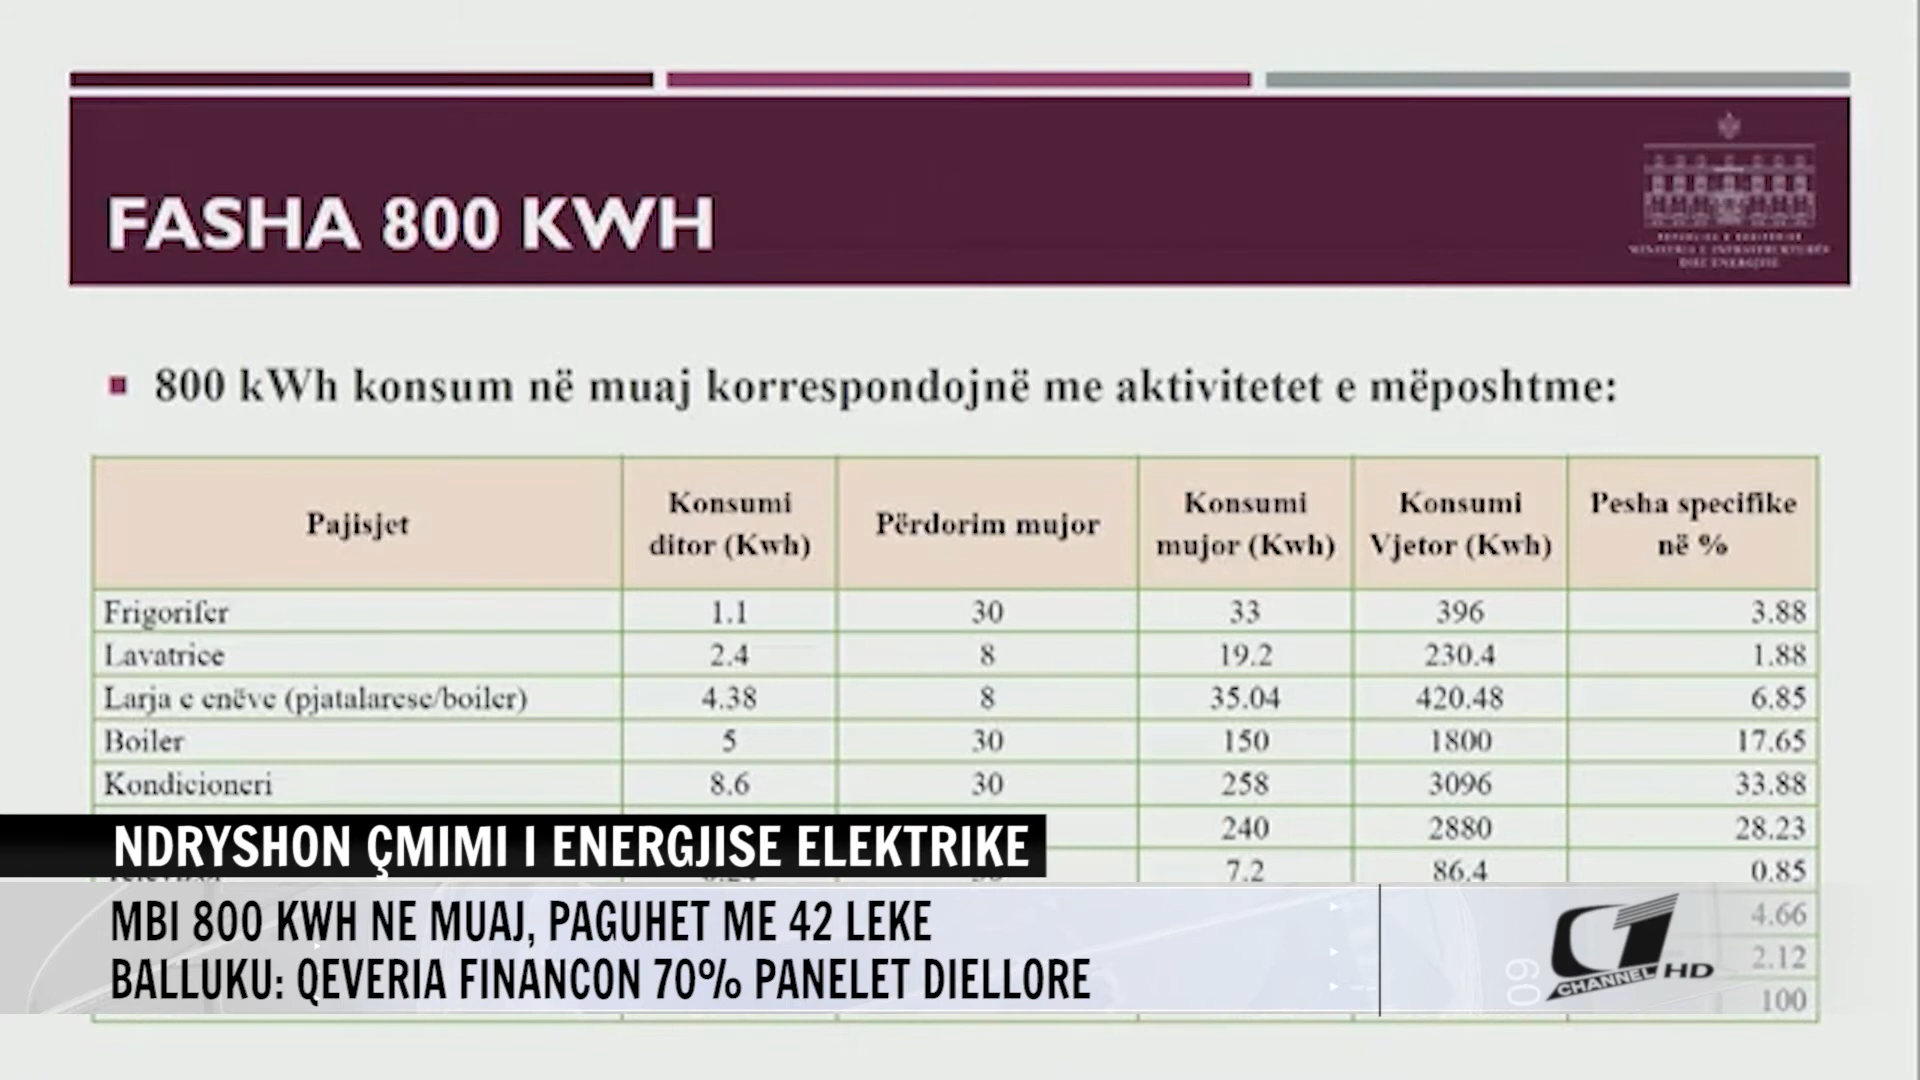 FASHA 800 KWH
800 kWh konsum në muaj korrespondojnë me aktivitetet e mëposhtme:
Pajisjet Konsumi ditor (Kwh) Përdorim mujor Konsumi mujor (Kwh) Konsumi Vjetor (Kwh) Pesha specifike në %
Frigorifer 1.1 30 33 396 3.88
Lavatrice 2.4 8 19.2 230.4 1.88
Larja e enëve (pjatalarese/boiler) 4.38 8 35.04 420.48 6.85
Boiler 5 30 150 1800 17.65
Kondicioneri 8.6 30 258 3096 33.88
240 2880 28.23
7.2 86.4 0.85
4.66
2.12
100
NDRYSHON ÇMIMI I ENERGJISE ELEKTRIKE
MBI 800 KWH NE MUAJ, PAGUHET ME 42 LEKE
BALLUKU: QEVERIA FINANCON 70% PANELET DIELLORE
C1
CHANNEL HD
09